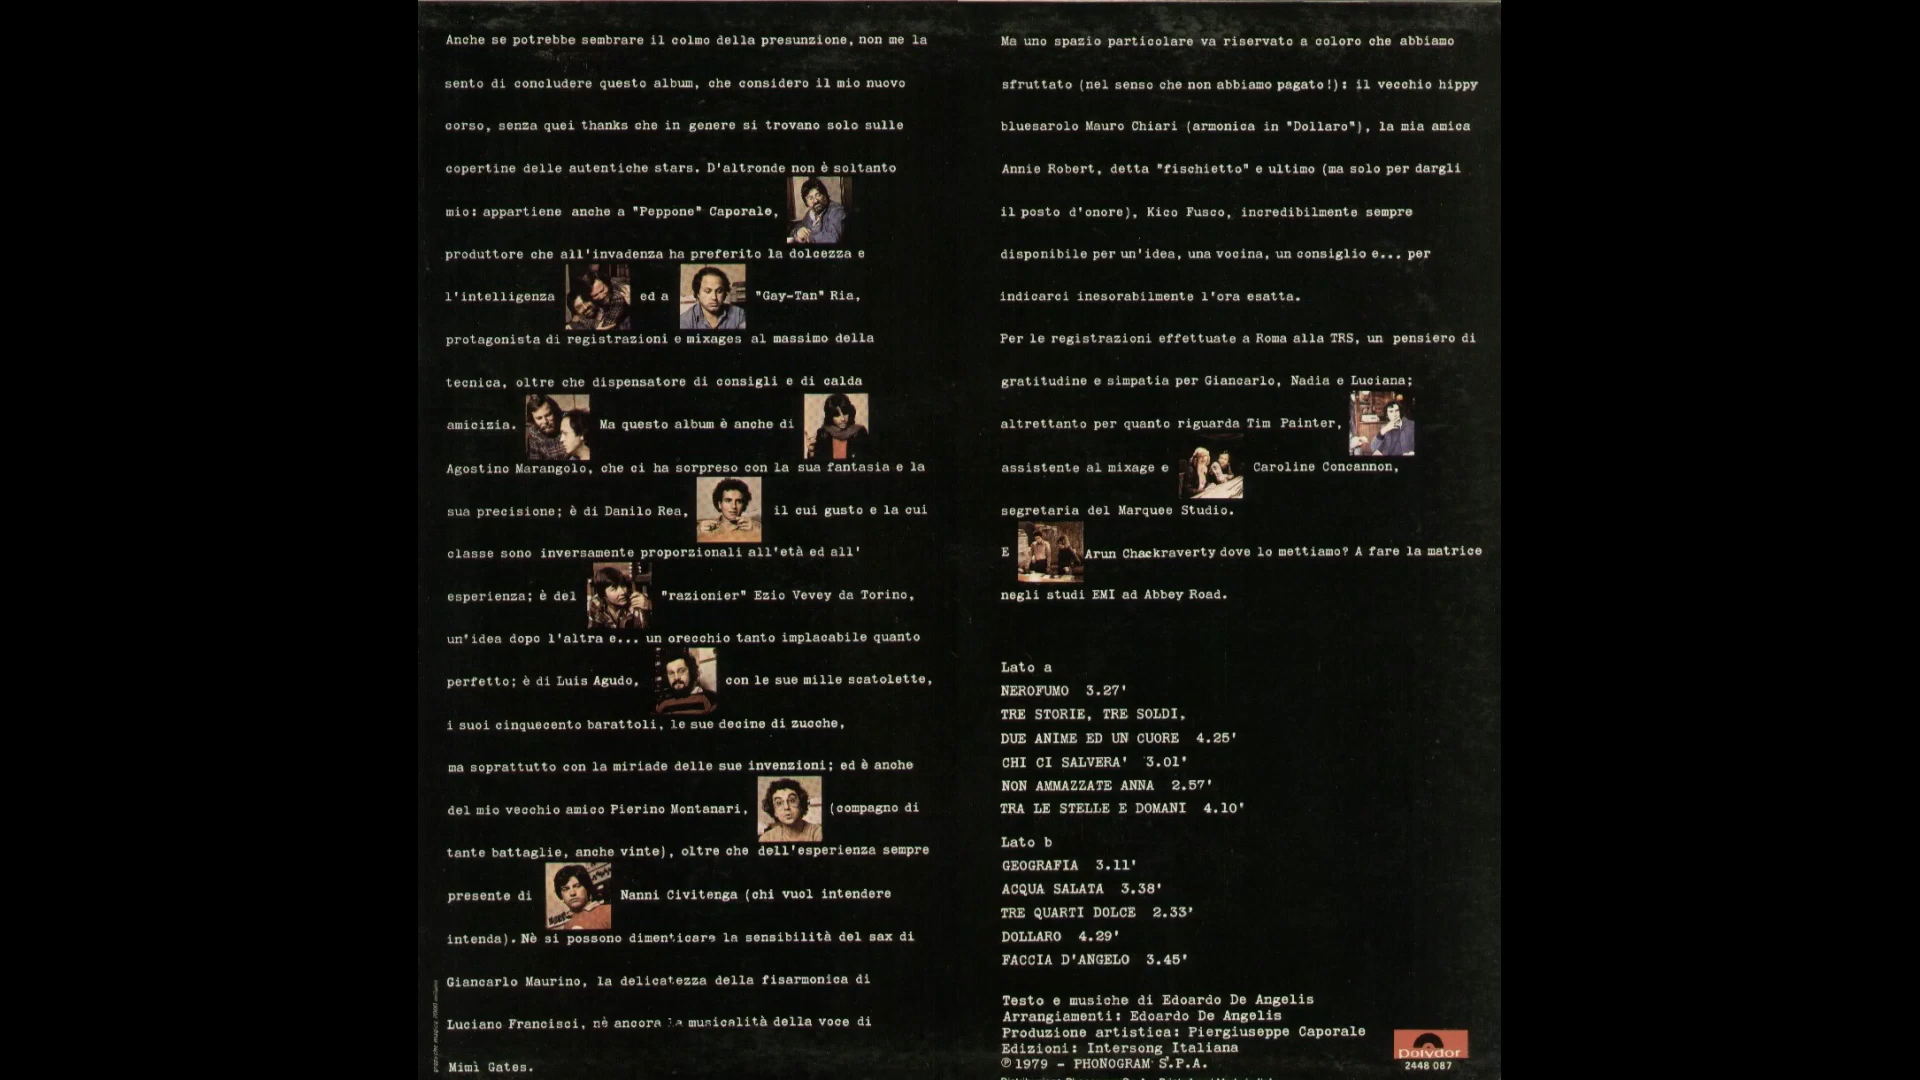 Anche se potrebbe sembrare il colmo della presunzione, non me la
sento di concludere questo album, che considero il mio nuovo
corso, senza quei thanks che in genere si trovano solo sulle
copertine delle autentiche stars. D'altronde non è soltanto
mio: appartiene anche a "Peppone" Caporale,
produttore che all'invadenza ha preferito la dolcezza e
l'intelligenza ed a "Gay-Tan" Ria,
protagonista di registrazioni e mixages al massimo della
tecnica, oltre che dispensatore di consigli e di calda
amicizia. Ma questo album è anche di
Agostino Marangolo, che ci ha sorpreso con la sua fantasia e la
sua precisione; è di Danilo Rea, il cui gusto e la cui
classe sono inversamente proporzionali all'età ed all'
esperienza; è del "razionier" Ezio Vevey da Torino,
un'idea dopo l'altra e... un orecchio tanto implacabile quanto
perfetto; è di Luis Agudo, con le sue mille scatolette,
i suoi cinquecento barattoli, le sue decine di zucche,
ma soprattutto con la miriade delle sue invenzioni; ed è anche
del mio vecchio amico Pierino Montanari, (compagno di
tante battaglie, anche vinte), oltre che dell'esperienza sempre
presente di Nanni Civitenga (chi vuol intendere
intenda). Nè si possono dimenticare la sensibilità del sax di
Giancarlo Maurino, la delicatezza della fisarmonica di
Luciano Francisci, nè ancora la musicalità della voce di
Mimì Gates.
Ma uno spazio particolare va riservato a coloro che abbiamo
sfruttato (nel senso che non abbiamo pagato!): il vecchio hippy
bluesarolo Mauro Chiari (armonica in "Dollaro"), la mia amica
Annie Robert, detta "fischietto" e ultimo (ma solo per dargli
il posto d'onore), Kico Fusco, incredibilmente sempre
disponibile per un'idea, una vocina, un consiglio e... per
indicarci inesorabilmente l'ora esatta.
Per le registrazioni effettuate a Roma alla TRS, un pensiero di
gratitudine e simpatia per Giancarlo, Nadia e Luciana;
altrettanto per quanto riguarda Tim Painter,
assistente al mixage e Caroline Concannon,
segretaria del Marquee Studio.
E Arun Chackraverty dove lo mettiamo? A fare la matrice
negli studi EMI ad Abbey Road.
Lato a
NEROFUMO 3.27'
TRE STORIE, TRE SOLDI,
DUE ANIME ED UN CUORE 4.25'
CHI CI SALVERA' 3.01'
NON AMMAZZATE ANNA 2.57'
TRA LE STELLE E DOMANI 4.10'
Lato b
GEOGRAFIA 3.11'
ACQUA SALATA 3.38'
TRE QUARTI DOLCE 2.33'
DOLLARO 4.29'
FACCIA D'ANGELO 3.45'
Testo e musiche di Edoardo De Angelis
Arrangiamenti: Edoardo De Angelis
Produzione artistica: Piergiuseppe Caporale
Edizioni: Intersong Italiana
℗ 1979 - PHONOGRAM S.P.A.
polydor
2448 087